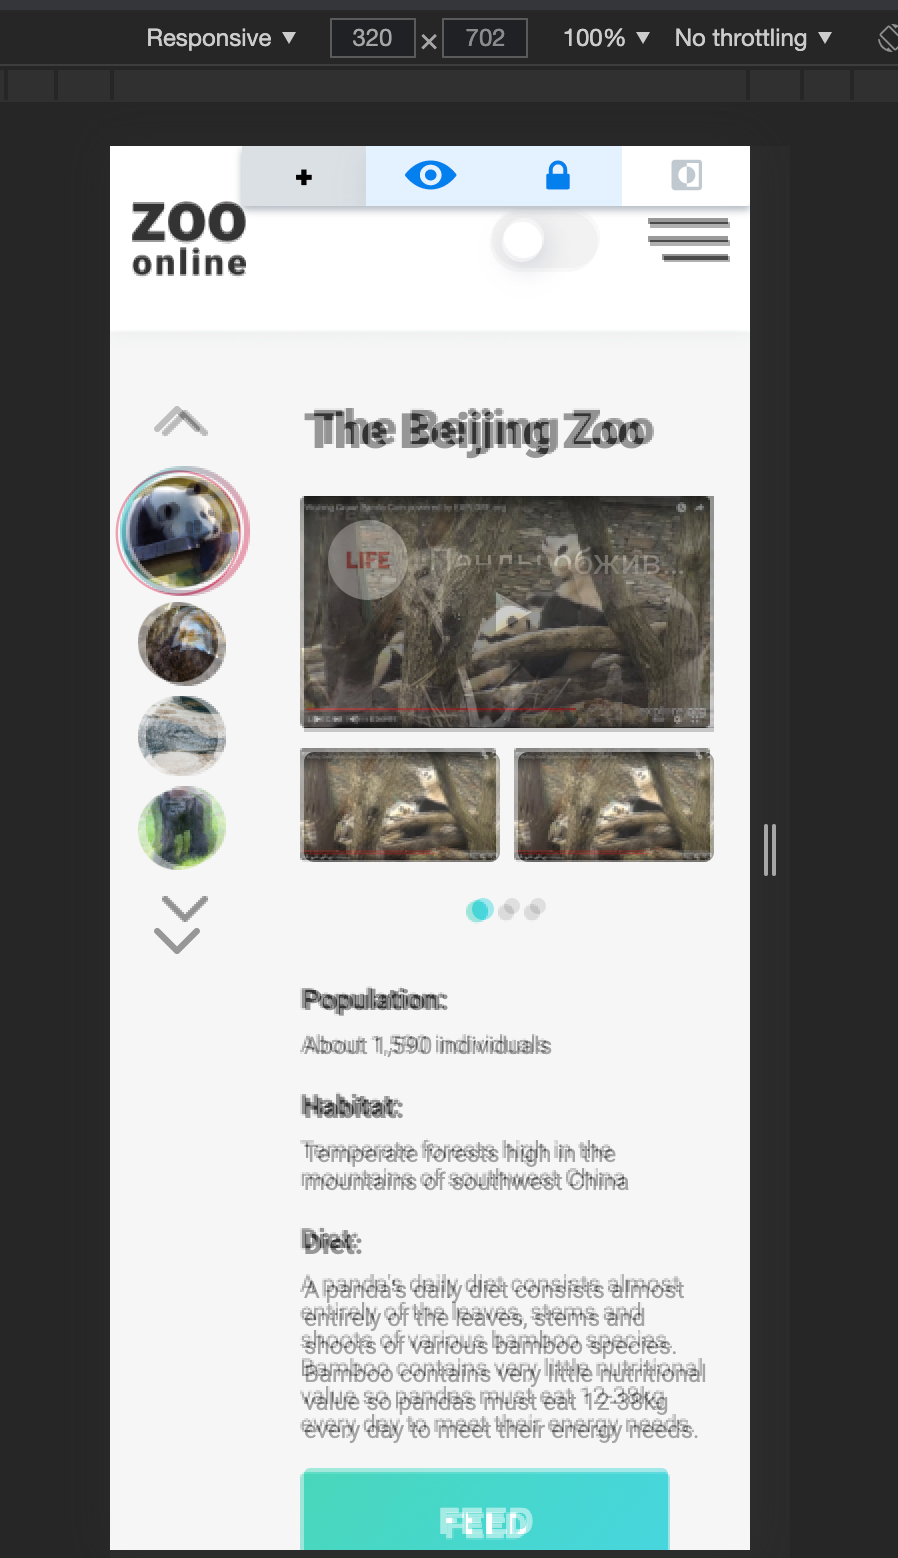 Responsive
320 × 702
100%
No throttling
ZOO
online
The Beijing Zoo
LIFE
Панды обжив...
Population:
About 1,590 individuals
Habitat:
Temperate forests high in the
mountains of southwest China
Diet:
A panda's daily diet consists almost
entirely of the leaves, stems and
shoots of various bamboo species.
Bamboo contains very little nutritional
value so pandas must eat 12-38kg
every day to meet their energy needs.
FEED